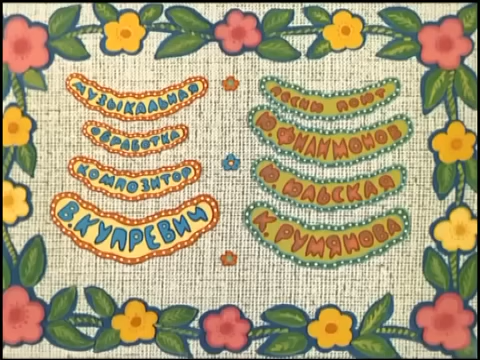 МУЗЫКАЛЬНАЯ
ОБРАБОТКА
КОМПОЗИТОР
В КУПРЕВИЧ
ПЕСНИ ПОЮТ
Ю. ФИЛИМОНОВ
Ю. ЮЛЬСКАЯ
К. РУМЯНОВА